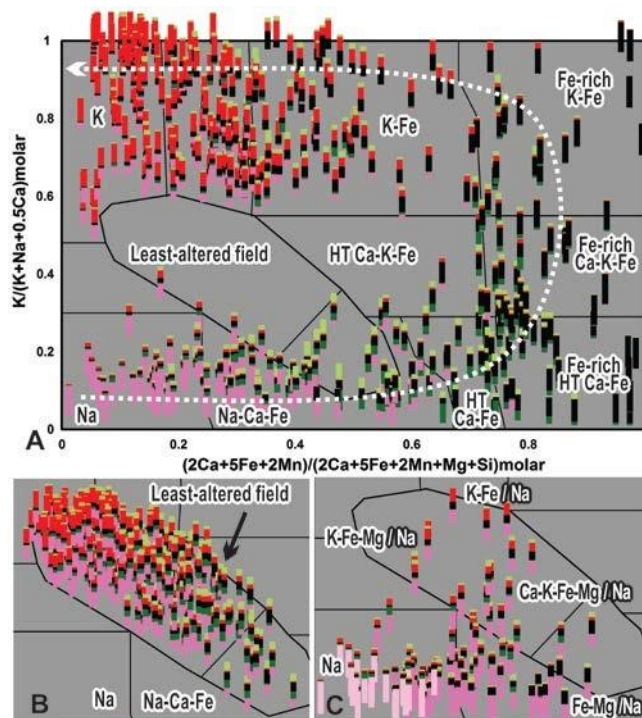 1
0.8
0.6
0.4
0.2
0
K/(K+Na+0.5Ca)molar
K
K-Fe
Fe-rich
K-Fe
Least-altered field
HT Ca-K-Fe
Fe-rich
Ca-K-Fe
Fe-rich
HT Ca-Fe
HT
Ca-Fe
Na
Na-Ca-Fe
A
0
0.2
0.4
0.6
0.8
(2Ca+5Fe+2Mn)/(2Ca+5Fe+2Mn+Mg+Si)molar
Least-altered field
Na
Na-Ca-Fe
B
K-Fe/Na
K-Fe-Mg/Na
Ca-K-Fe-Mg/Na
Na
Fe-Mg/Na
C